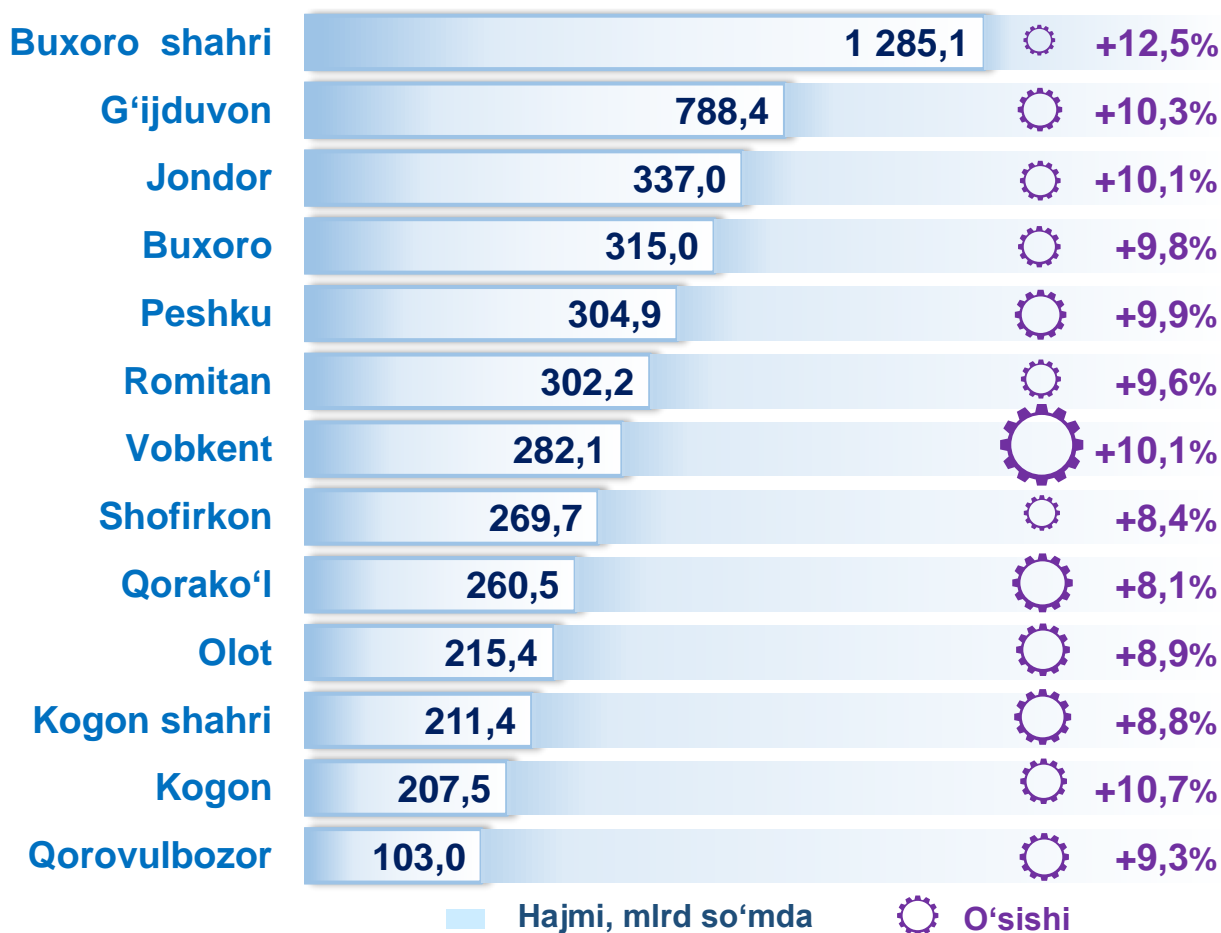 Buxoro shahri 1 285,1 +12,5%
G‘ijduvon 788,4 +10,3%
Jondor 337,0 +10,1%
Buxoro 315,0 +9,8%
Peshku 304,9 +9,9%
Romitan 302,2 +9,6%
Vobkent 282,1 +10,1%
Shofirkon 269,7 +8,4%
Qorako‘l 260,5 +8,1%
Olot 215,4 +8,9%
Kogon shahri 211,4 +8,8%
Kogon 207,5 +10,7%
Qorovulbozor 103,0 +9,3%
Hajmi, mlrd so‘mda O‘sishi